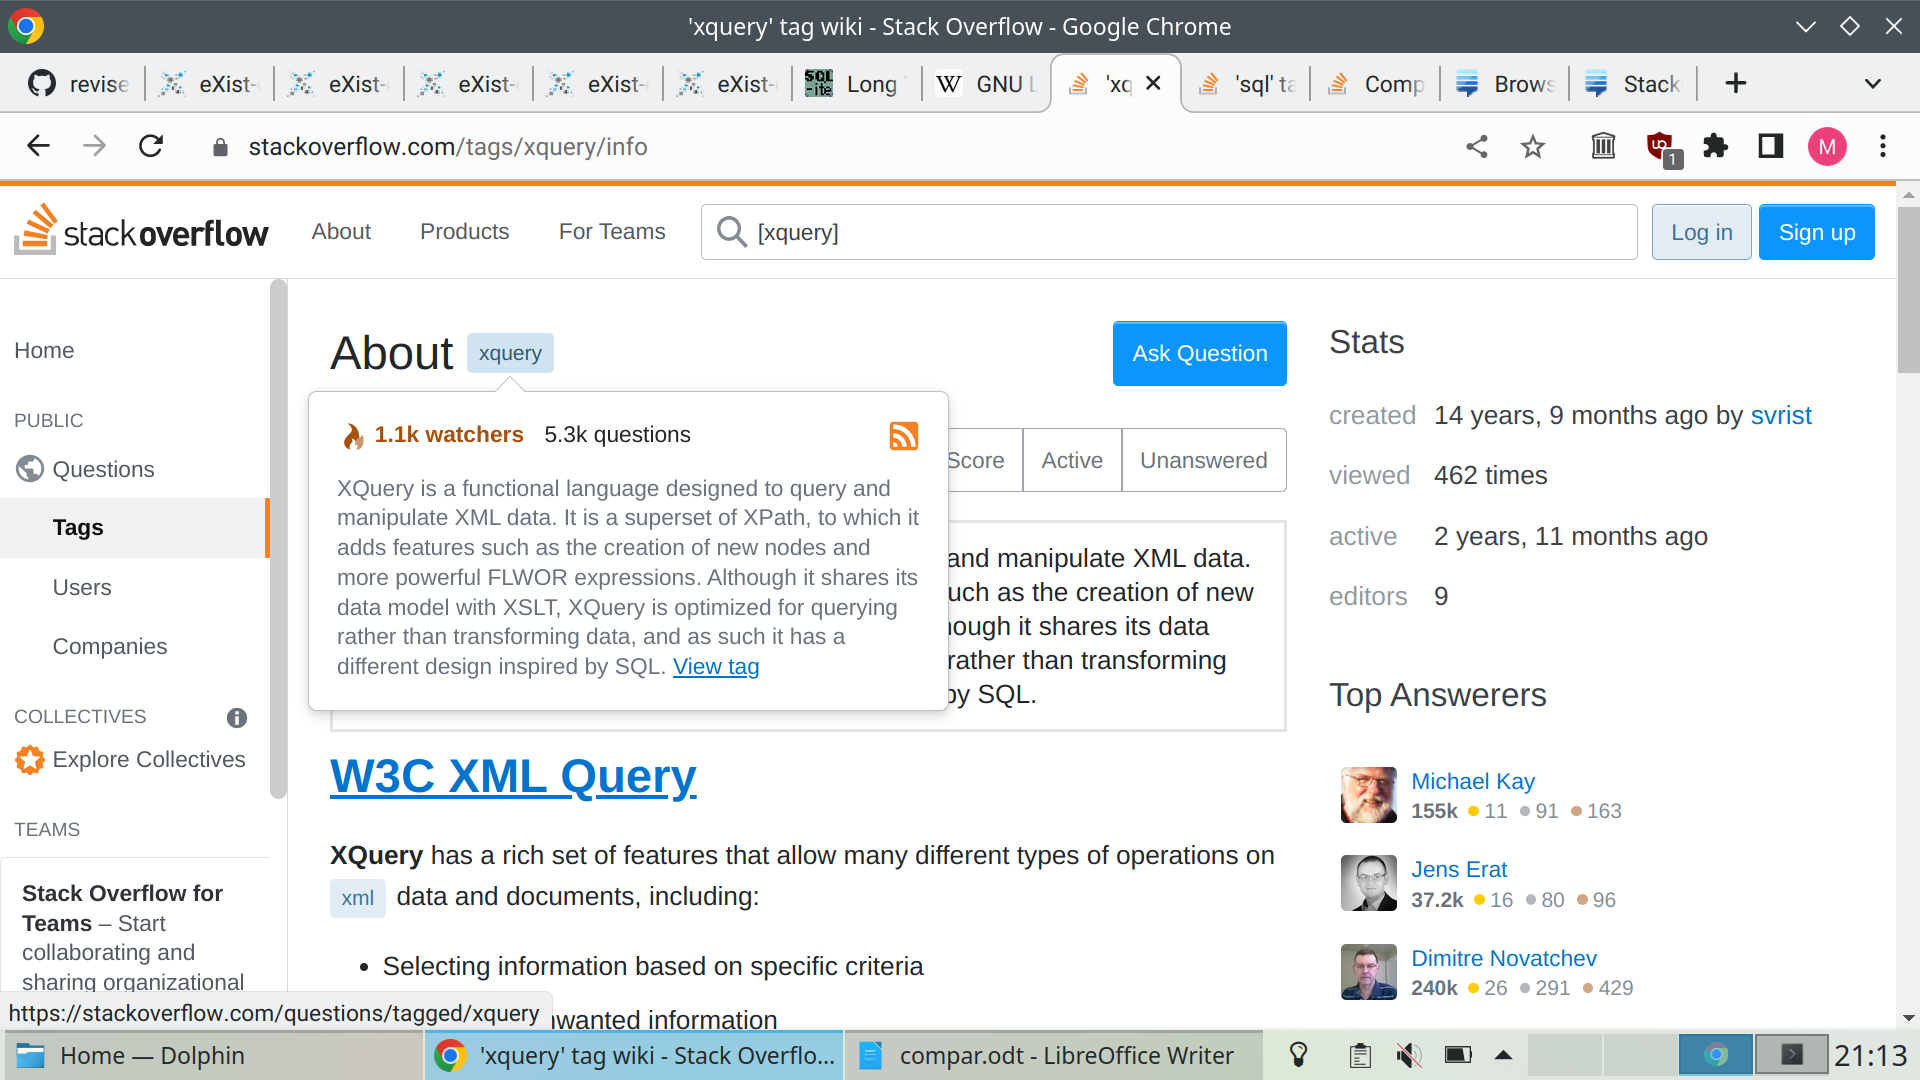 'xquery' tag wiki - Stack Overflow - Google Chrome
revise eXist- eXist- eXist- eXist- eXist- SQL-ite Long W GNU L 'xq 'sql' ta Comp Brows Stack
stackoverflow.com/tags/xquery/info
1
M
stackoverflow About Products For Teams [xquery] Log in Sign up
Home
PUBLIC
Questions
Tags
Users
Companies
COLLECTIVES
Explore Collectives
TEAMS
Stack Overflow for
Teams – Start
collaborating and
sharing organizational
About xquery
Ask Question
1.1k watchers 5.3k questions
XQuery is a functional language designed to query and
manipulate XML data. It is a superset of XPath, to which it
adds features such as the creation of new nodes and
more powerful FLWOR expressions. Although it shares its
data model with XSLT, XQuery is optimized for querying
rather than transforming data, and as such it has a
different design inspired by SQL. View tag
Score Active Unanswered
and manipulate XML data.
uch as the creation of new
nough it shares its data
rather than transforming
by SQL.
W3C XML Query
XQuery has a rich set of features that allow many different types of operations on
xml data and documents, including:
• Selecting information based on specific criteria
nwanted information
Stats
created 14 years, 9 months ago by svrist
viewed 462 times
active 2 years, 11 months ago
editors 9
Top Answerers
Michael Kay
155k 11 91 163
Jens Erat
37.2k 16 80 96
Dimitre Novatchev
240k 26 291 429
https://stackoverflow.com/questions/tagged/xquery
Home — Dolphin 'xquery' tag wiki - Stack Overflo... compar.odt - LibreOffice Writer 21:13